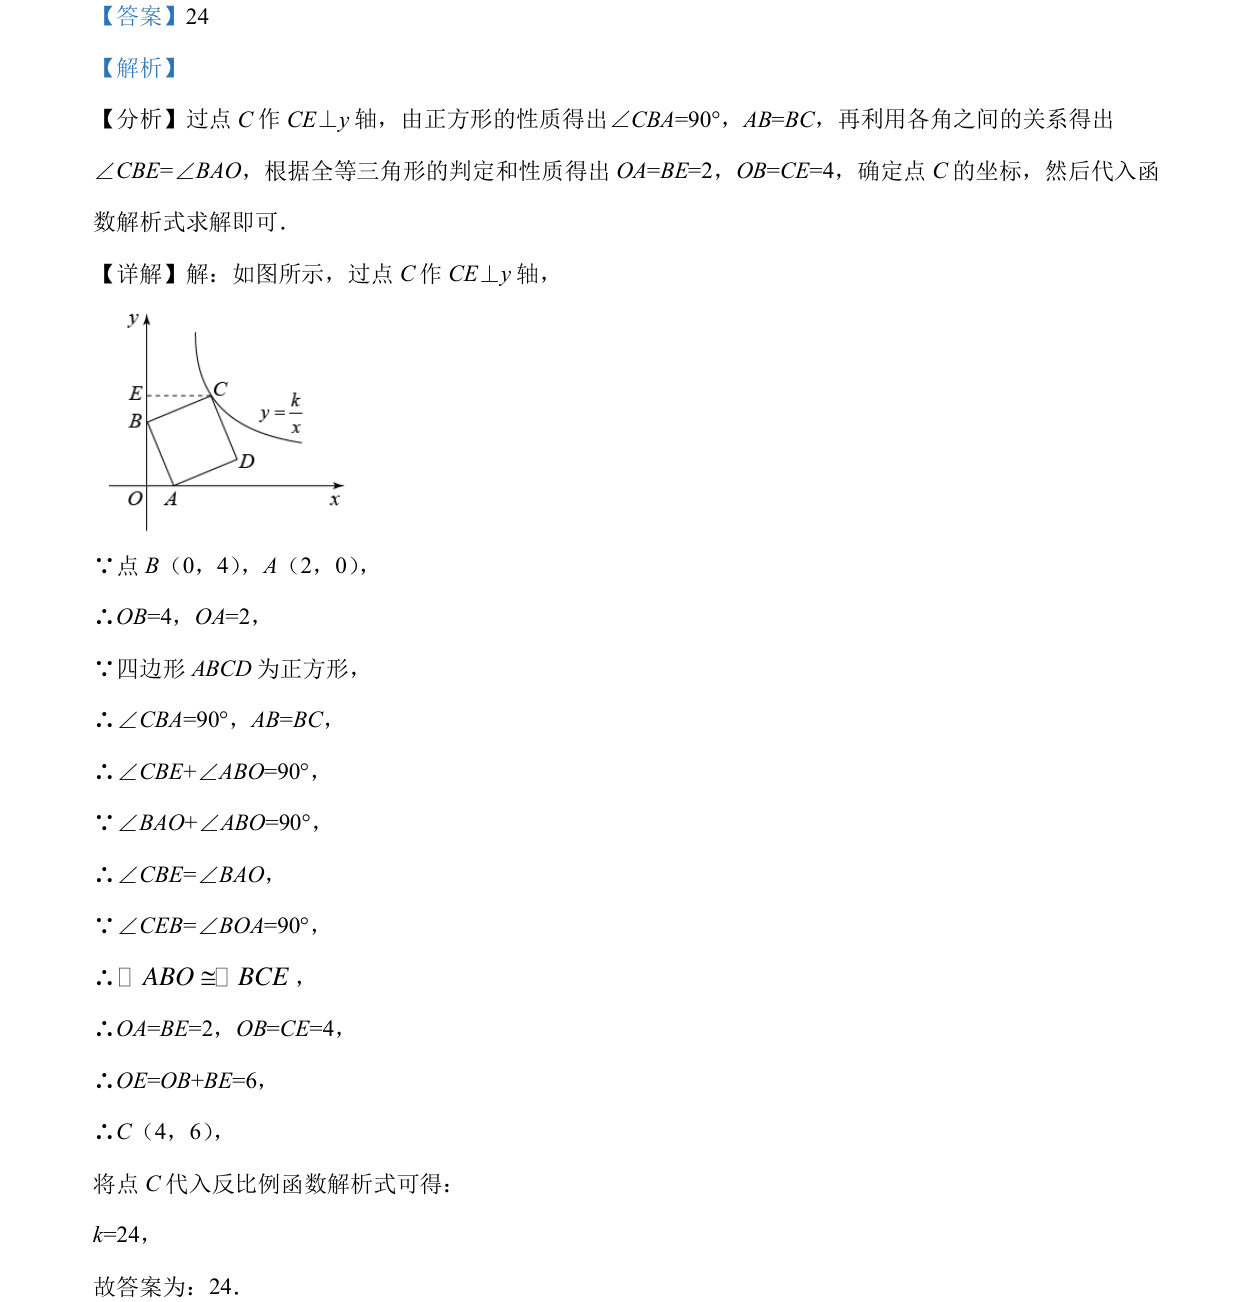 【答案】24
【解析】
【分析】过点 C 作 CE⊥y 轴，由正方形的性质得出∠CBA=90°，AB=BC，再利用各角之间的关系得出
∠CBE=∠BAO，根据全等三角形的判定和性质得出 OA=BE=2，OB=CE=4，确定点 C 的坐标，然后代入函
数解析式求解即可．
【详解】解：如图所示，过点 C 作 CE⊥y 轴，
y
E
C
B
y=k/x
D
O
A
x
∵点 B（0，4），A（2，0），
∴OB=4，OA=2，
∵四边形 ABCD 为正方形，
∴∠CBA=90°，AB=BC，
∴∠CBE+∠ABO=90°，
∵∠BAO+∠ABO=90°，
∴∠CBE=∠BAO，
∵∠CEB=∠BOA=90°，
∴□ ABO≅□ BCE，
∴OA=BE=2，OB=CE=4，
∴OE=OB+BE=6，
∴C（4，6），
将点 C 代入反比例函数解析式可得：
k=24，
故答案为：24．